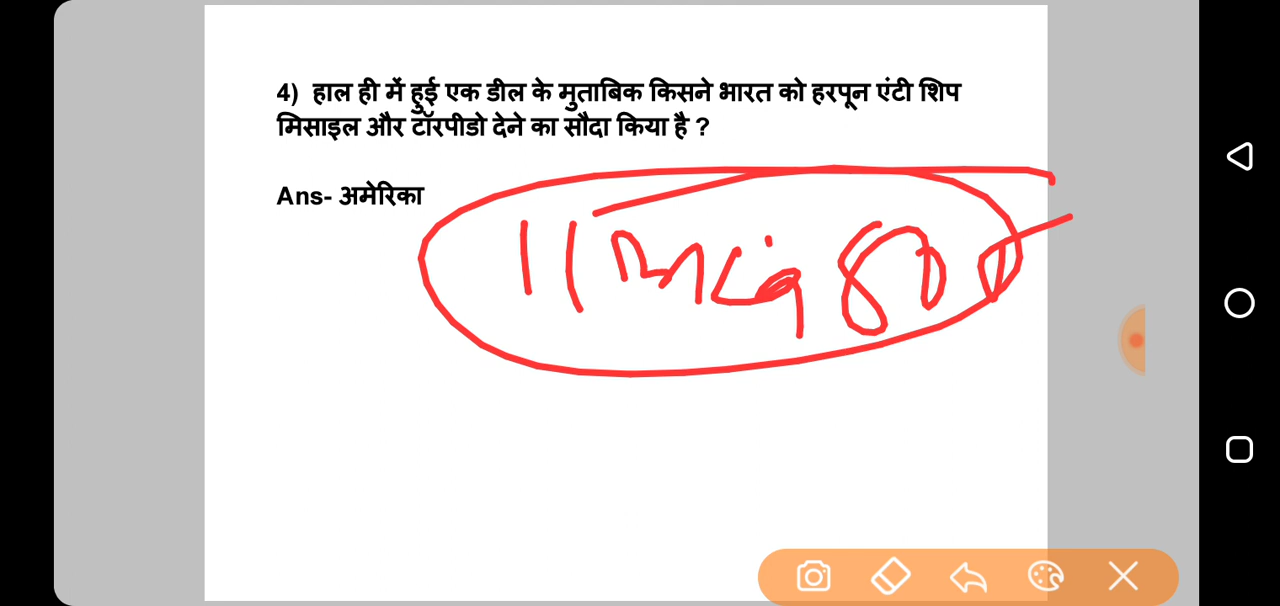 4) हाल ही में हुई एक डील के मुताबिक किसने भारत को हरपून एंटी शिप
मिसाइल और टॉरपीडो देने का सौदा किया है ?
Ans- अमेरिका